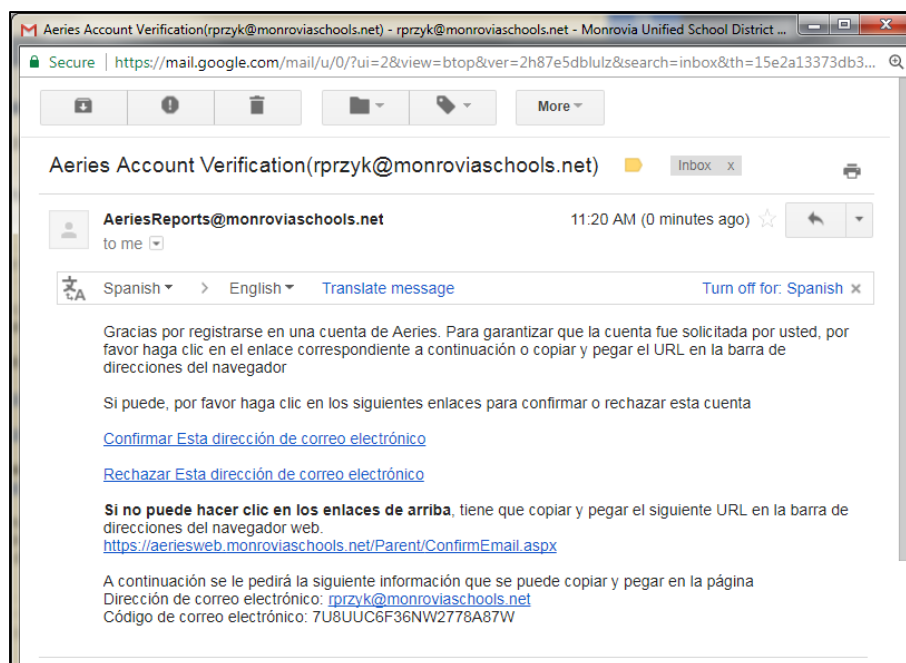 Aeries Account Verification(rprzyk@monroviaschools.net) - rprzyk@monroviaschools.net - Monrovia Unified School District ...
Secure | https://mail.google.com/mail/u/0/?ui=2&view=btop&ver=2h87e5dblulz&search=inbox&th=15e2a13373db3...
More
Aeries Account Verification(rprzyk@monroviaschools.net) Inbox x
AeriesReports@monroviaschools.net 11:20 AM (0 minutes ago)
to me
Spanish > English Translate message Turn off for: Spanish ×
Gracias por registrarse en una cuenta de Aeries. Para garantizar que la cuenta fue solicitada por usted, por
favor haga clic en el enlace correspondiente a continuación o copiar y pegar el URL en la barra de
direcciones del navegador
Si puede, por favor haga clic en los siguientes enlaces para confirmar o rechazar esta cuenta
Confirmar Esta dirección de correo electrónico
Rechazar Esta dirección de correo electrónico
Si no puede hacer clic en los enlaces de arriba, tiene que copiar y pegar el siguiente URL en la barra de
direcciones del navegador web.
https://aeriesweb.monroviaschools.net/Parent/ConfirmEmail.aspx
A continuación se le pedirá la siguiente información que se puede copiar y pegar en la página
Dirección de correo electrónico: rprzyk@monroviaschools.net
Código de correo electrónico: 7U8UUC6F36NW2778A87W